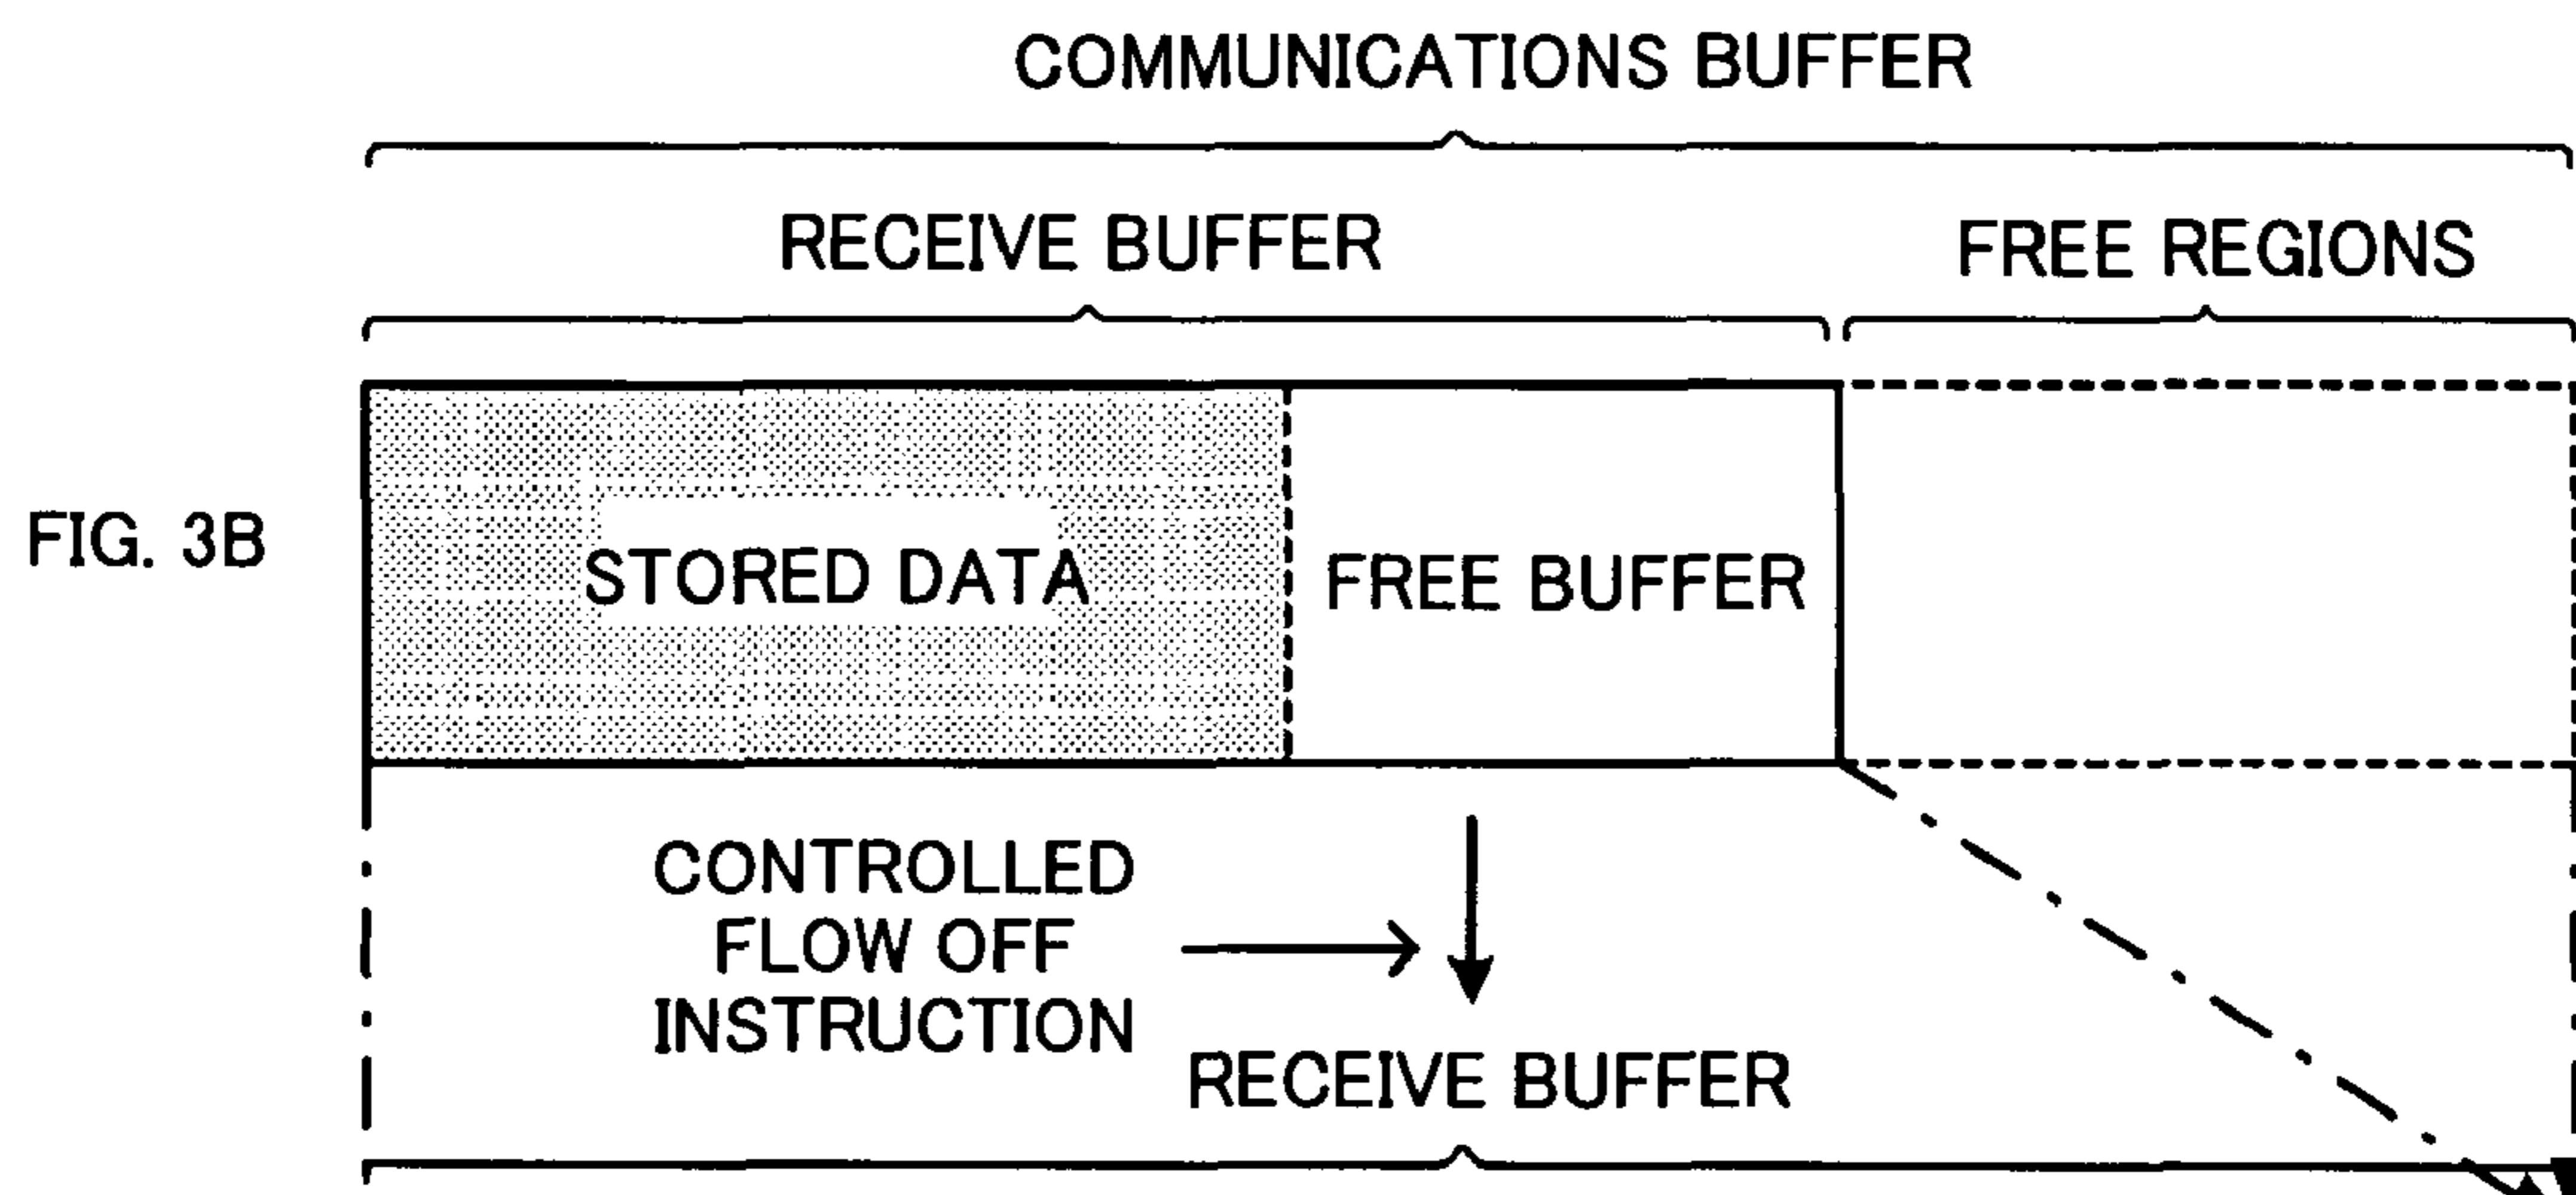 COMMUNICATIONS BUFFER
RECEIVE BUFFER
FREE REGIONS
FIG. 3B
STORED DATA
FREE BUFFER
CONTROLLED
FLOW OFF
INSTRUCTION
RECEIVE BUFFER